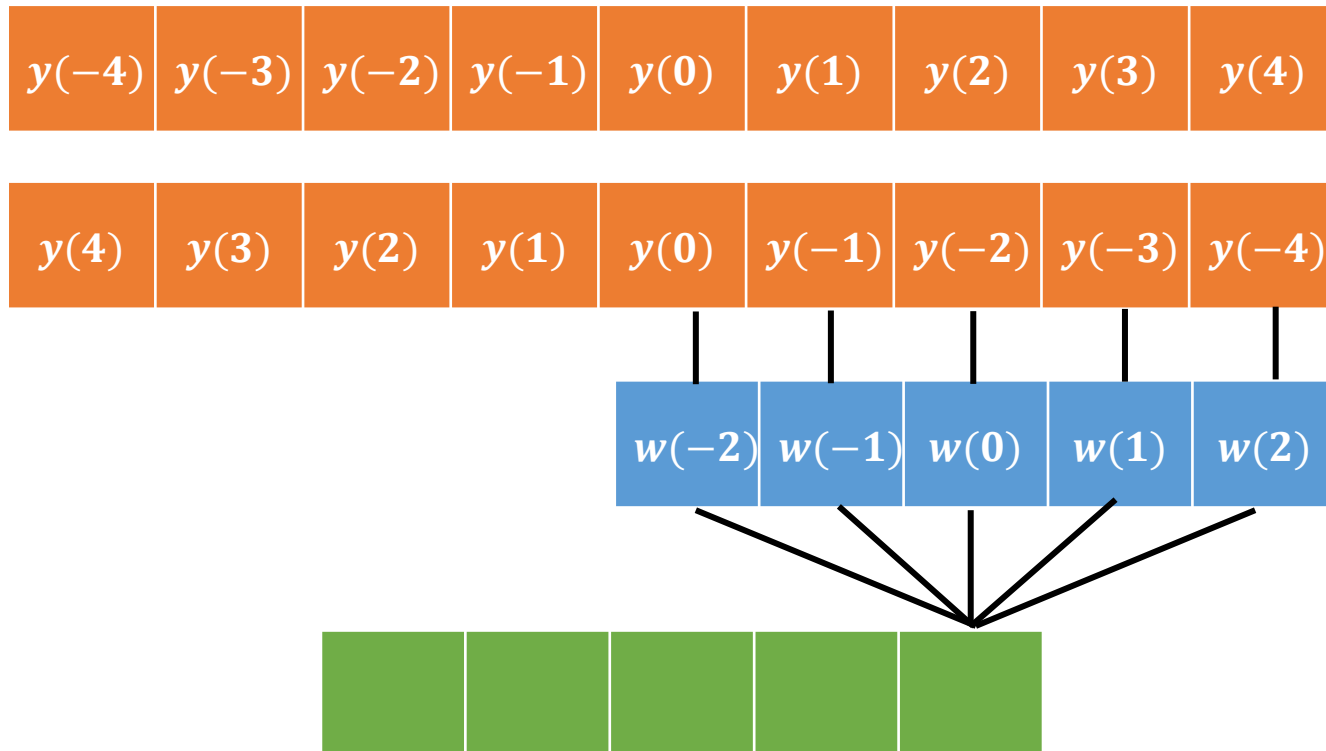 y(−4) y(−3) y(−2) y(−1) y(0) y(1) y(2) y(3) y(4)
y(4) y(3) y(2) y(1) y(0) y(−1) y(−2) y(−3) y(−4)
w(−2) w(−1) w(0) w(1) w(2)